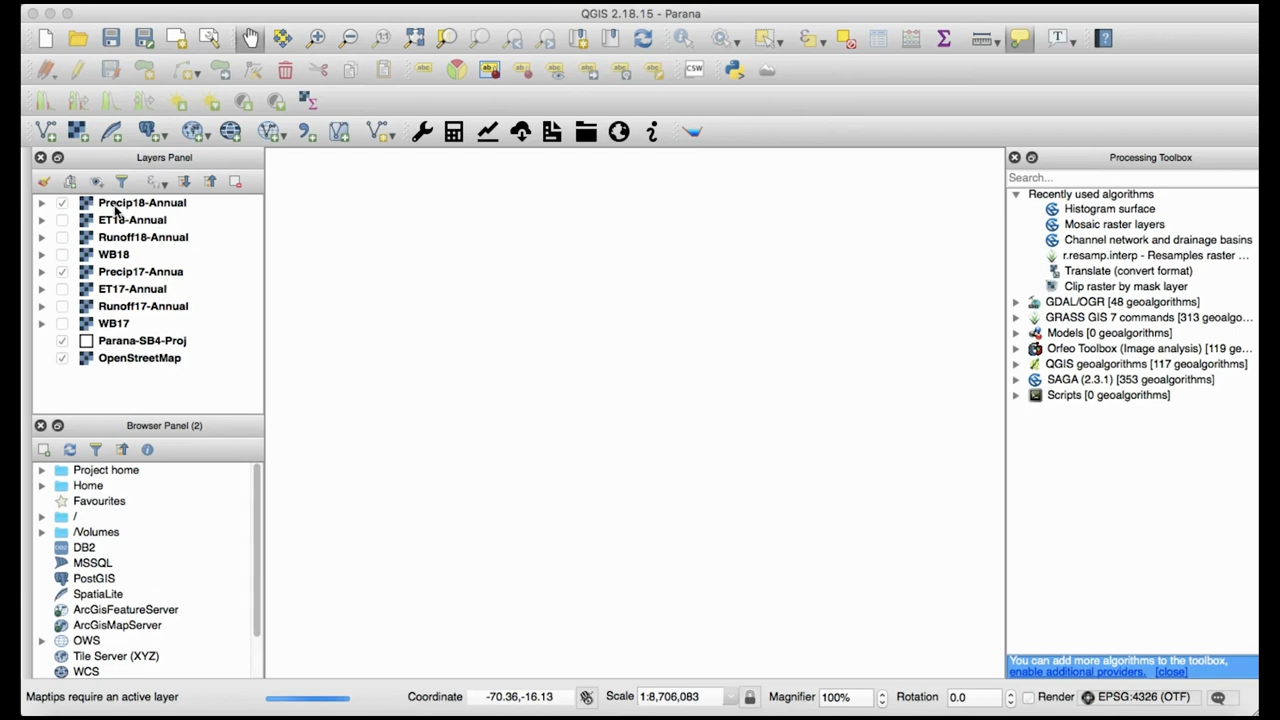 QGIS 2.18.15 - Parana
CSW
Layers Panel
Precip18-Annual
ET18-Annual
Runoff18-Annual
WB18
Precip17-Annua
ET17-Annual
Runoff17-Annual
WB17
Parana-SB4-Proj
OpenStreetMap
Browser Panel (2)
Project home
Home
Favourites
/
/Volumes
DB2
MSSQL
PostGIS
SpatiaLite
ArcGisFeatureServer
ArcGisMapServer
OWS
Tile Server (XYZ)
WCS
Processing Toolbox
Search...
Recently used algorithms
Histogram surface
Mosaic raster layers
Channel network and drainage basins
r.resamp.interp - Resamples raster ...
Translate (convert format)
Clip raster by mask layer
GDAL/OGR [48 geoalgorithms]
GRASS GIS 7 commands [313 geoalgo...
Models [0 geoalgorithms]
Orfeo Toolbox (Image analysis) [119 ge...
QGIS geoalgorithms [117 geoalgorithms]
SAGA (2.3.1) [353 geoalgorithms]
Scripts [0 geoalgorithms]
You can add more algorithms to the toolbox,
enable additional providers. [close]
Maptips require an active layer Coordinate -70.36,-16.13 Scale 1:8,706,083 Magnifier 100% Rotation 0.0 Render EPSG:4326 (OTF)